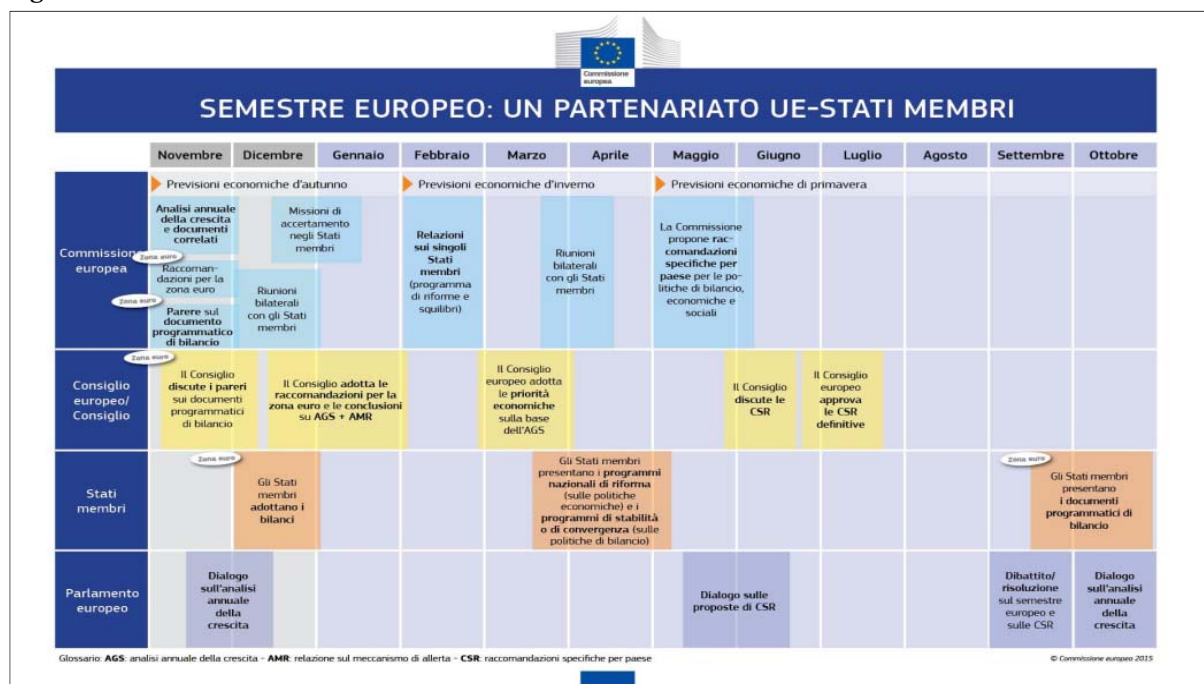 Commissione
europea
SEMESTRE EUROPEO: UN PARTENARIATO UE-STATI MEMBRI
Novembre Dicembre Gennaio Febbraio Marzo Aprile Maggio Giugno Luglio Agosto Settembre Ottobre
Commissione
europea
Previsioni economiche d'autunno
Previsioni economiche d'inverno
Previsioni economiche di primavera
Analisi annuale
della crescita
e documenti
correlati
Zona euro
Raccoman-
dazioni per la
zona euro
Zona euro
Parere sul
documento
programmatico
di bilancio
Missioni di
accertamento
negli Stati
membri
Riunioni
bilaterali
con gli Stati
membri
Relazioni
sui singoli
Stati
membri
(programma
di riforme e
squilibri)
Riunioni
bilaterali
con gli Stati
membri
La Commissione
propone rac-
comandazioni
specifiche per
paese per le po-
litiche di bilancio,
economiche e
sociali
Consiglio
europeo/
Consiglio
Zona euro
Il Consiglio
discute i pareri
sui documenti
programmatici
di bilancio
Il Consiglio adotta le
raccomandazioni per la
zona euro e le conclusioni
su AGS + AMR
Il Consiglio
europeo adotta
le priorità
economiche
sulla base
dell'AGS
Il Consiglio
discute le
CSR
Il Consiglio
europeo
approva
le CSR
definitive
Stati
membri
Zona euro
Gli Stati
membri
adottano i
bilanci
Gli Stati membri
presentano i programmi
nazionali di riforma
(sulle politiche
economiche) e i
programmi di stabilità
o di convergenza (sulle
politiche di bilancio)
Zona euro
Gli Stati membri
presentano
i documenti
programmatici di
bilancio
Parlamento
europeo
Dialogo
sull'analisi
annuale
della
crescita
Dialogo sulle
proposte di CSR
Dibattito/
risoluzione
sul semestre
europeo e
sulle CSR
Dialogo
sull'analisi
annuale
della
crescita
Glossario: AGS: analisi annuale della crescita - AMR: relazione sul meccanismo di allerta - CSR: raccomandazioni specifiche per paese
© Commissione europeo 2015